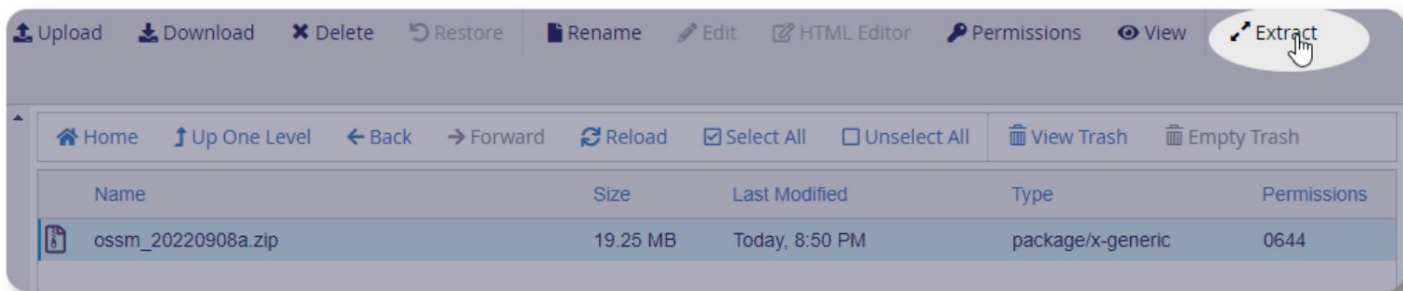 Upload Download Delete Restore Rename Edit HTML Editor Permissions View Extract
Home Up One Level Back Forward Reload Select All Unselect All View Trash Empty Trash
Name Size Last Modified Type Permissions
ossm_20220908a.zip 19.25 MB Today, 8:50 PM package/x-generic 0644